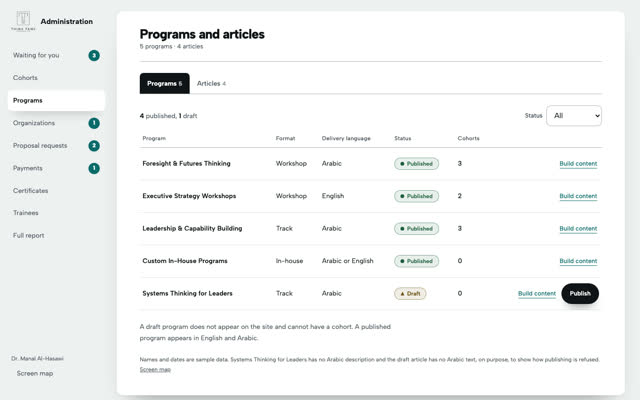 THINK FEWC
Administration
Waiting for you 3
Cohorts
Programs
Organizations 1
Proposal requests 2
Payments 1
Certificates
Trainees
Full report
Dr. Manal Al-Hasawi
Screen map
Programs and articles
5 programs · 4 articles
Programs 5 Articles 4
4 published, 1 draft Status All
Program Format Delivery language Status Cohorts
Foresight & Futures Thinking Workshop Arabic Published 3 Build content
Executive Strategy Workshops Workshop English Published 2 Build content
Leadership & Capability Building Track Arabic Published 3 Build content
Custom In-House Programs In-house Arabic or English Published 0 Build content
Systems Thinking for Leaders Track Arabic Draft 0 Build content Publish
A draft program does not appear on the site and cannot have a cohort. A published
program appears in English and Arabic.
Names and dates are sample data. Systems Thinking for Leaders has no Arabic description and the draft article has no Arabic text, on purpose, to show how publishing is refused.
Screen map